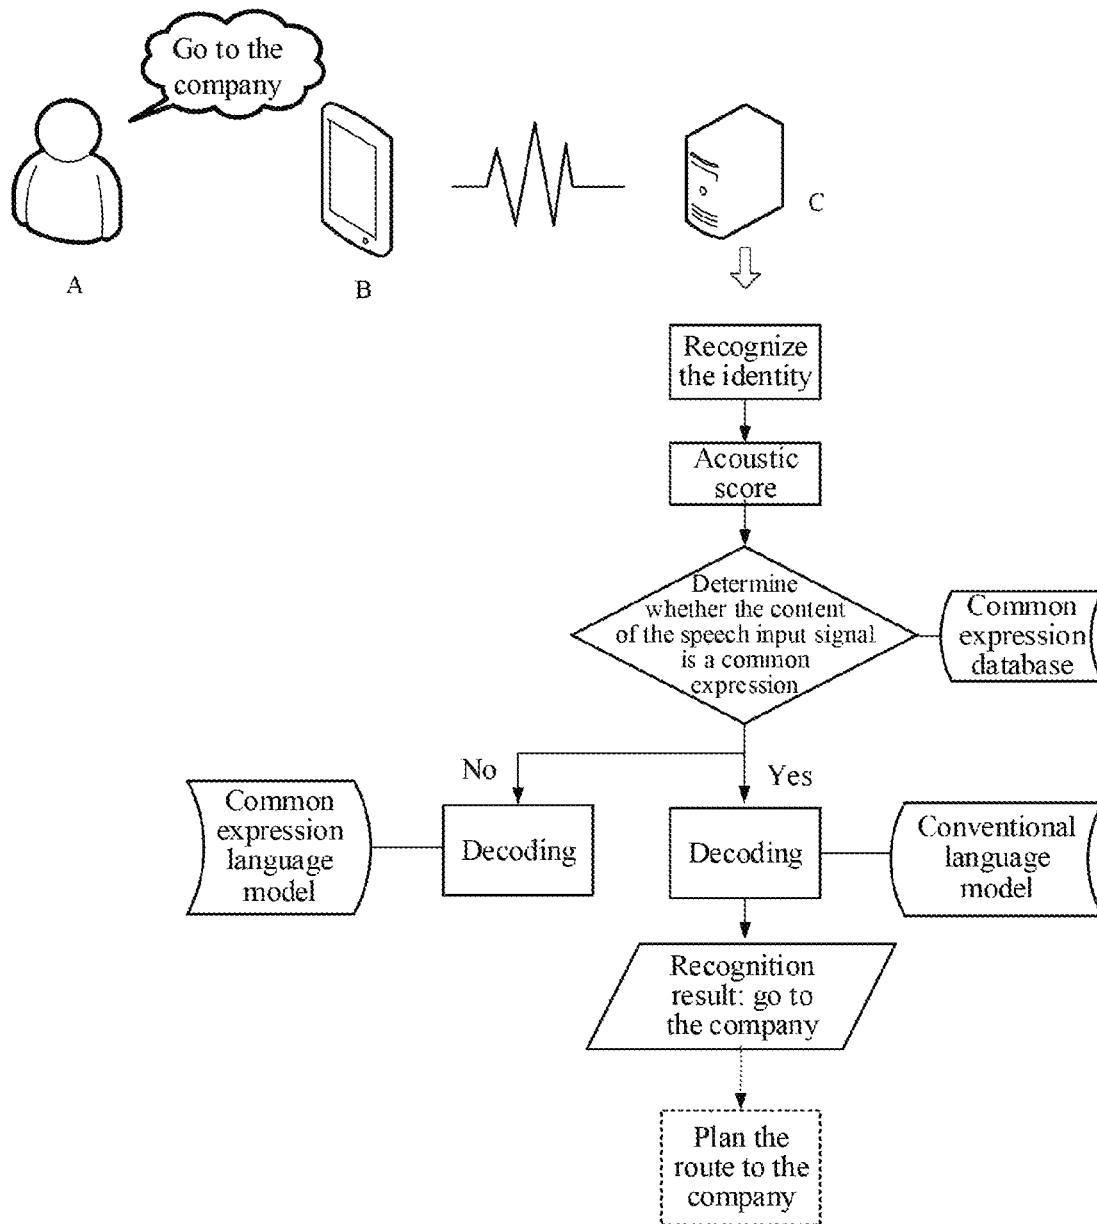 Go to the
company
A
B
C
Recognize
the identity
Acoustic
score
Determine
whether the content
of the speech input signal
is a common
expression
Common
expression
database
No
Yes
Common
expression
language
model
Decoding
Decoding
Conventional
language
model
Recognition
result: go to
the company
Plan the
route to the
company